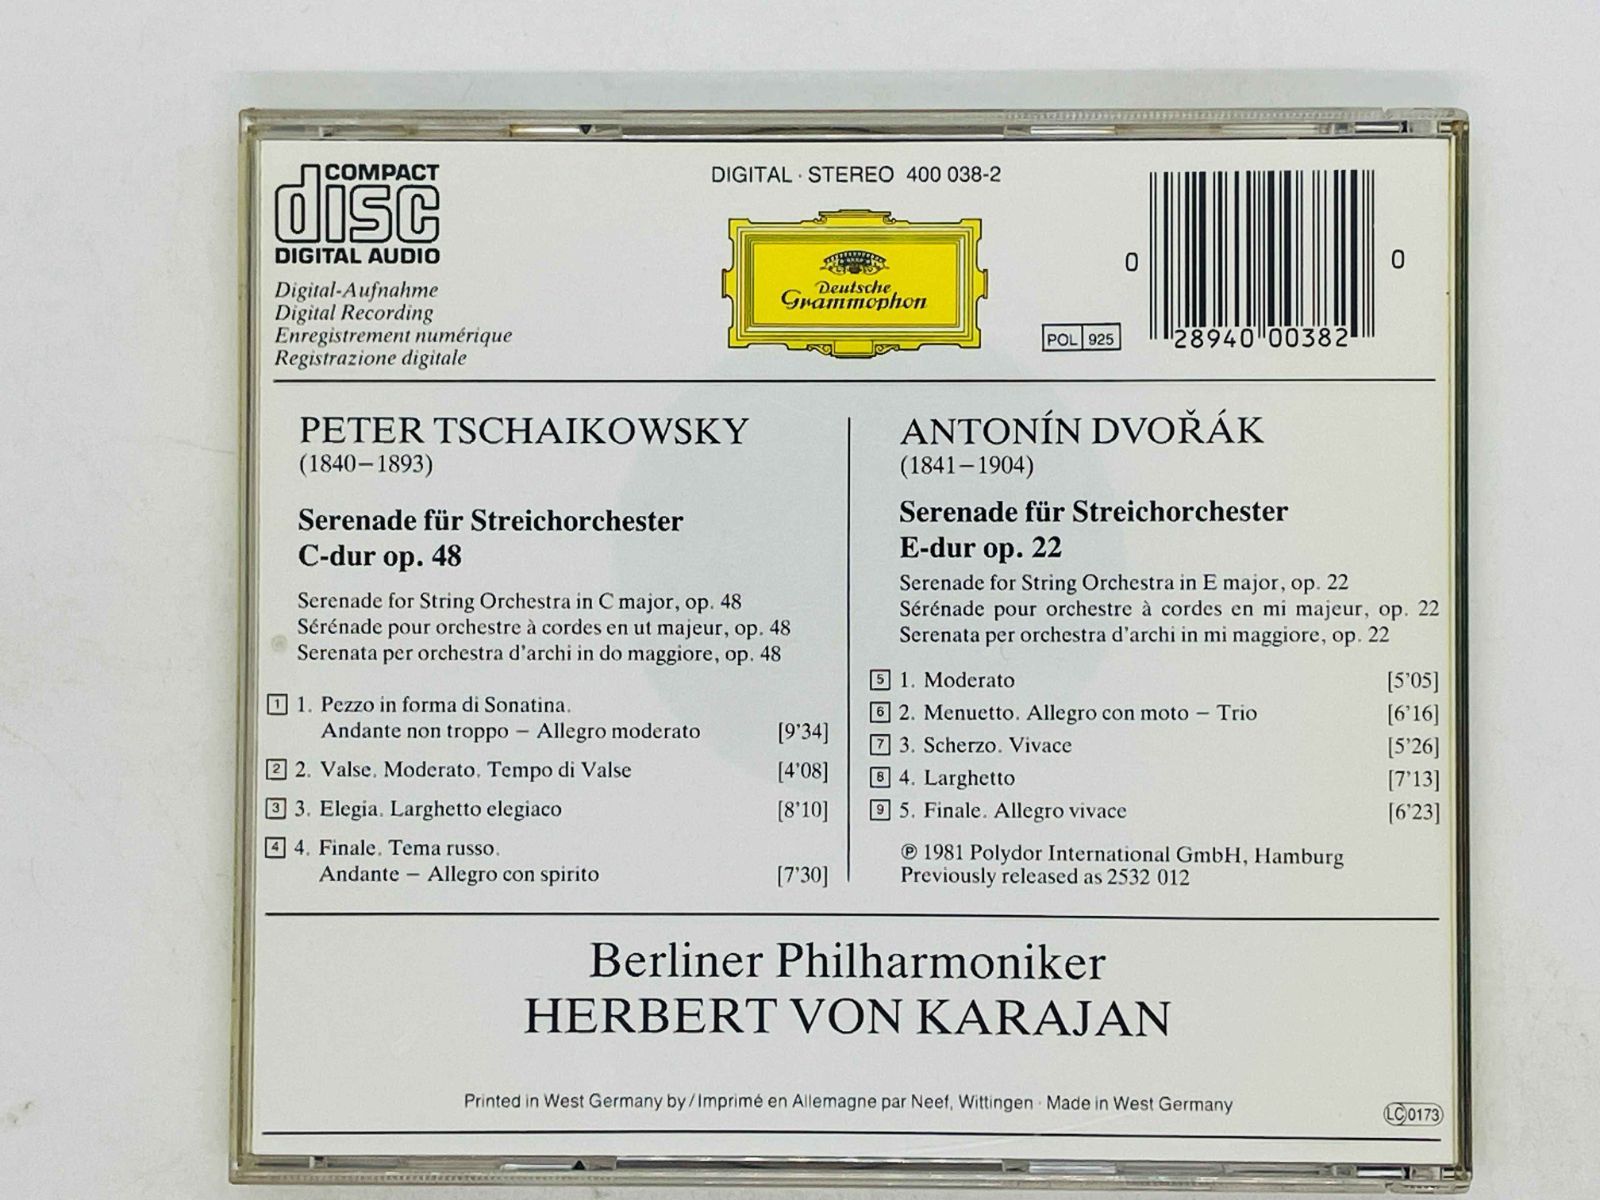 COMPACT
disc
DIGITAL AUDIO
Digital-Aufnahme
Digital Recording
Enregistrement numérique
Registrazione digitale
DIGITAL · STEREO 400 038-2
Deutsche
Grammophon
POL 925
0 28940 00382 0
PETER TSCHAIKOWSKY
(1840–1893)
Serenade für Streichorchester
C-dur op. 48
Serenade for String Orchestra in C major, op. 48
Sérénade pour orchestre à cordes en ut majeur, op. 48
Serenata per orchestra d'archi in do maggiore, op. 48
1 1. Pezzo in forma di Sonatina.
Andante non troppo – Allegro moderato [9'34]
2 2. Valse. Moderato. Tempo di Valse [4'08]
3 3. Elegia. Larghetto elegiaco [8'10]
4 4. Finale. Tema russo.
Andante – Allegro con spirito [7'30]
ANTONÍN DVOŘÁK
(1841–1904)
Serenade für Streichorchester
E-dur op. 22
Serenade for String Orchestra in E major, op. 22
Sérénade pour orchestre à cordes en mi majeur, op. 22
Serenata per orchestra d'archi in mi maggiore, op. 22
5 1. Moderato [5'05]
6 2. Menuetto. Allegro con moto – Trio [6'16]
7 3. Scherzo. Vivace [5'26]
8 4. Larghetto [7'13]
9 5. Finale. Allegro vivace [6'23]
℗ 1981 Polydor International GmbH, Hamburg
Previously released as 2532 012
Berliner Philharmoniker
HERBERT VON KARAJAN
Printed in West Germany by / Imprimé en Allemagne par Neef, Wittingen · Made in West Germany
LC 0173